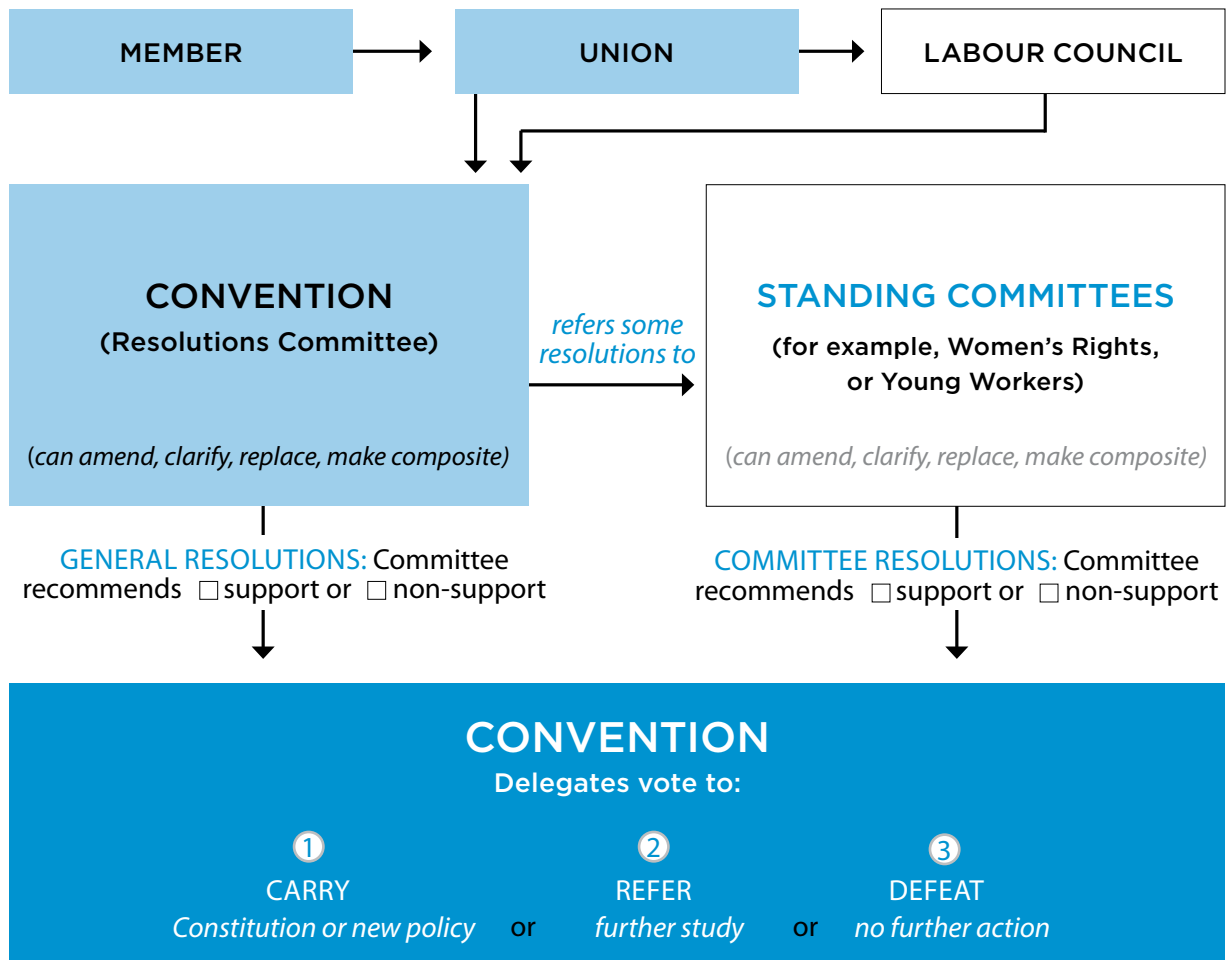 MEMBER
UNION
LABOUR COUNCIL
CONVENTION
(Resolutions Committee)
(can amend, clarify, replace, make composite)
refers some
resolutions to
STANDING COMMITTEES
(for example, Women’s Rights,
or Young Workers)
(can amend, clarify, replace, make composite)
GENERAL RESOLUTIONS: Committee
recommends ☐ support or ☐ non-support
COMMITTEE RESOLUTIONS: Committee
recommends ☐ support or ☐ non-support
CONVENTION
Delegates vote to:
1 2 3
CARRY REFER DEFEAT
Constitution or new policy or further study or no further action